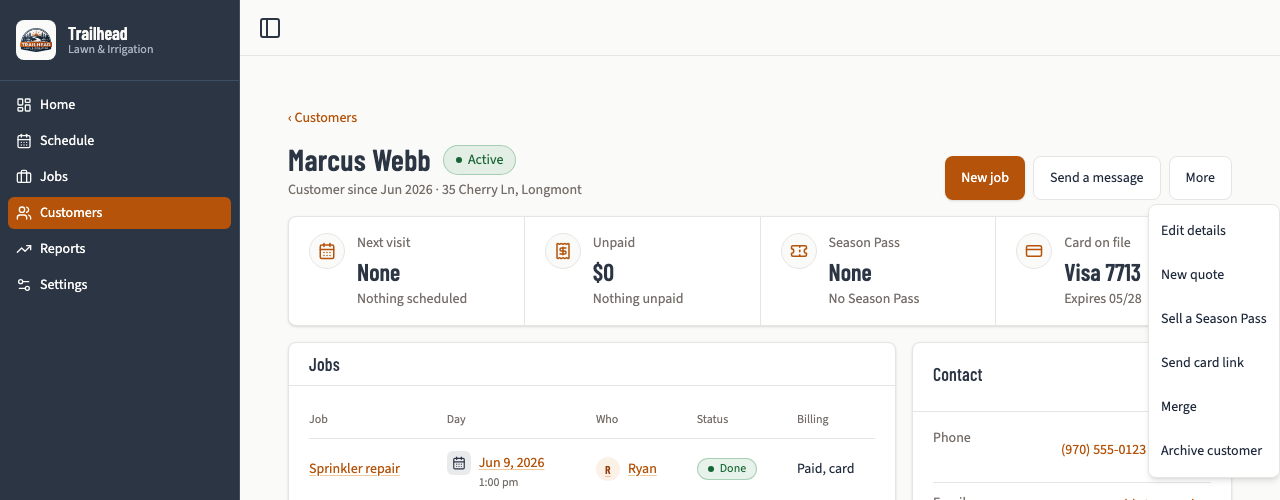 Trailhead
Lawn & Irrigation
TRAILHEAD
Home
Schedule
Jobs
Customers
Reports
Settings
‹ Customers
Marcus Webb
Active
Customer since Jun 2026 · 35 Cherry Ln, Longmont
New job
Send a message
More
Edit details
New quote
Sell a Season Pass
Send card link
Merge
Archive customer
Next visit
None
Nothing scheduled
Unpaid
$0
Nothing unpaid
Season Pass
None
No Season Pass
Card on file
Visa 7713
Expires 05/28
Jobs
Job Day Who Status Billing
Sprinkler repair Jun 9, 2026 R Ryan Done Paid, card
1:00 pm
Contact
Phone
(970) 555-0123